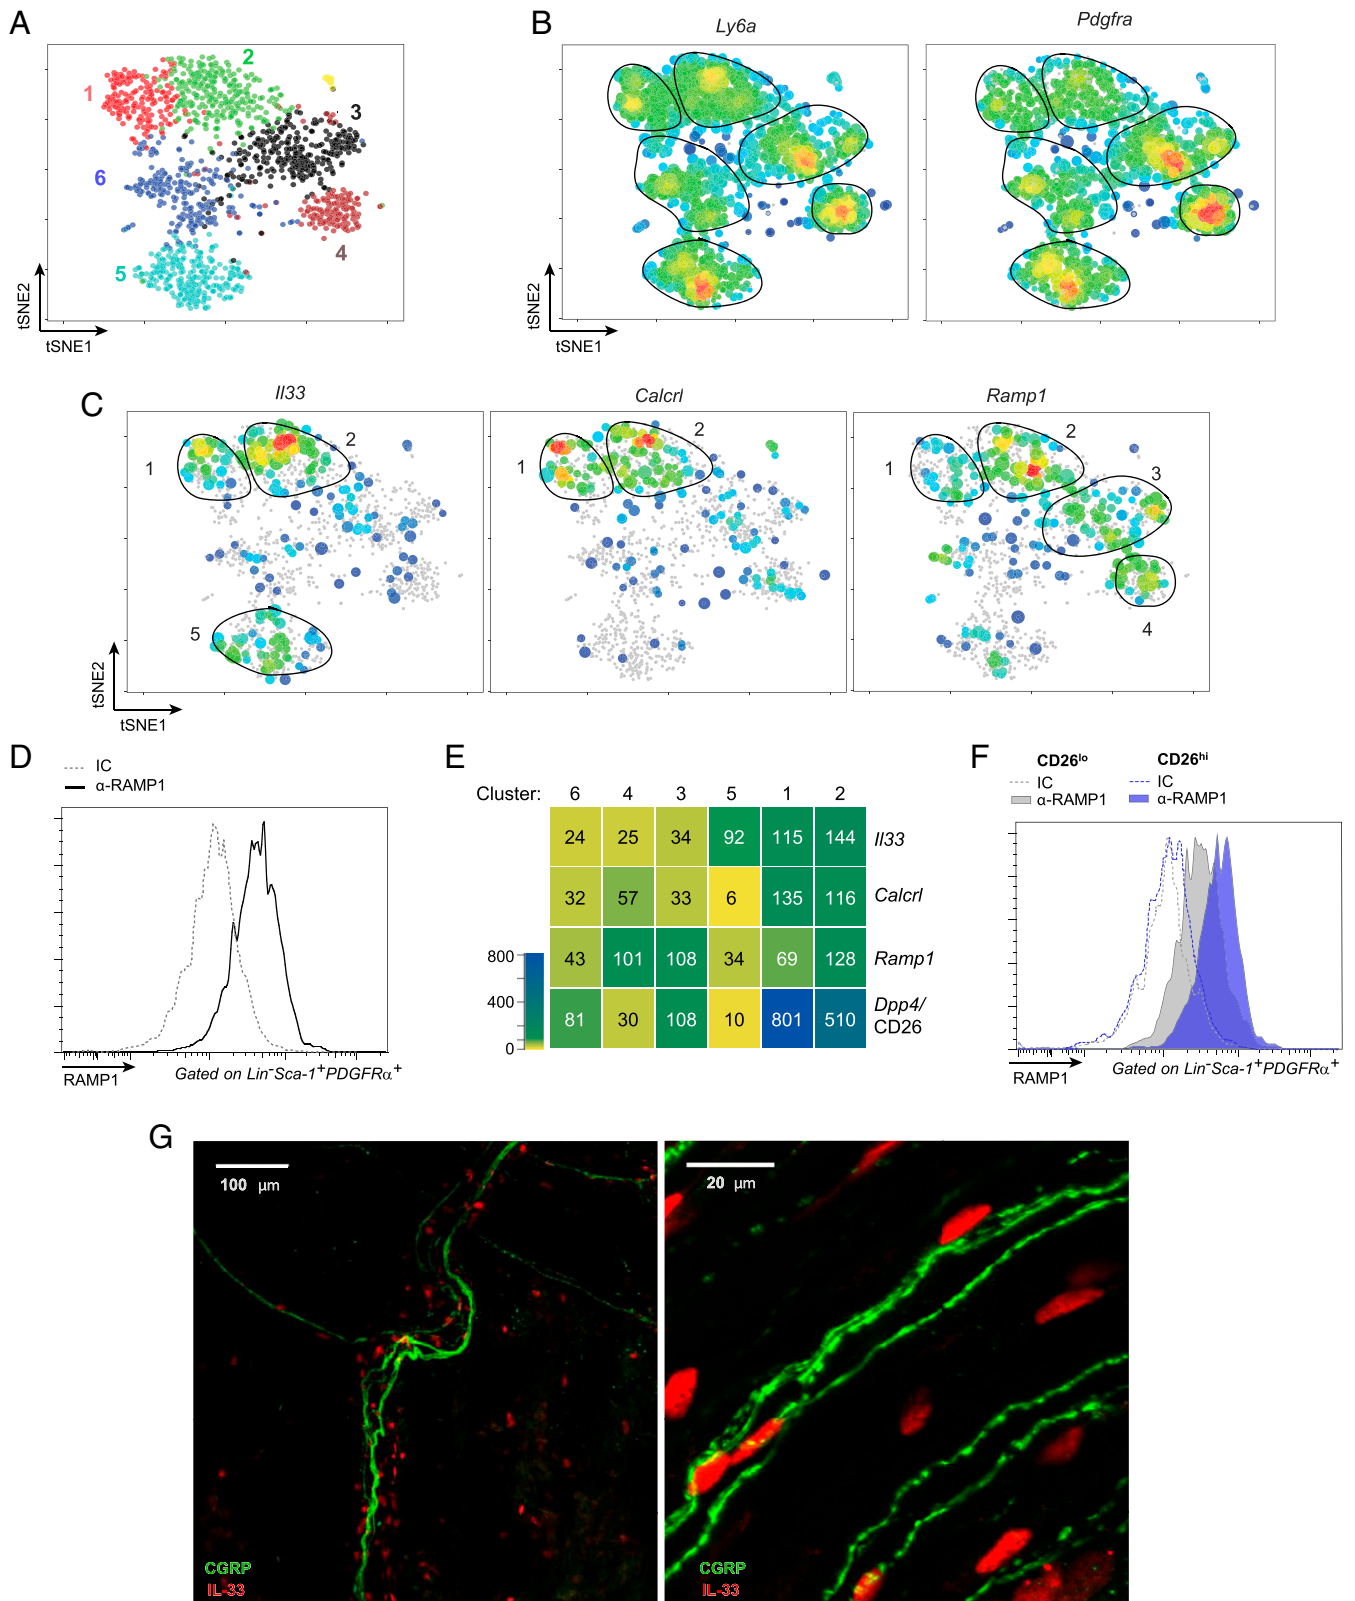 A
1
2
3
4
5
6
tSNE2
tSNE1
B
Ly6a
Pdgfra
tSNE2
tSNE1
C
Il33
Calcrl
Ramp1
1
2
5
1
2
1
2
3
4
tSNE2
tSNE1
D
IC
α-RAMP1
RAMP1
Gated on Lin⁻Sca-1⁺PDGFRα⁺
E
Cluster: 6 4 3 5 1 2
24 25 34 92 115 144 Il33
32 57 33 6 135 116 Calcrl
43 101 108 34 69 128 Ramp1
81 30 108 10 801 510 Dpp4/
CD26
800
400
0
F
CD26ˡᵒ CD26ʰⁱ
IC IC
α-RAMP1 α-RAMP1
RAMP1
Gated on Lin⁻Sca-1⁺PDGFRα⁺
G
100 µm
CGRP
IL-33
20 µm
CGRP
IL-33